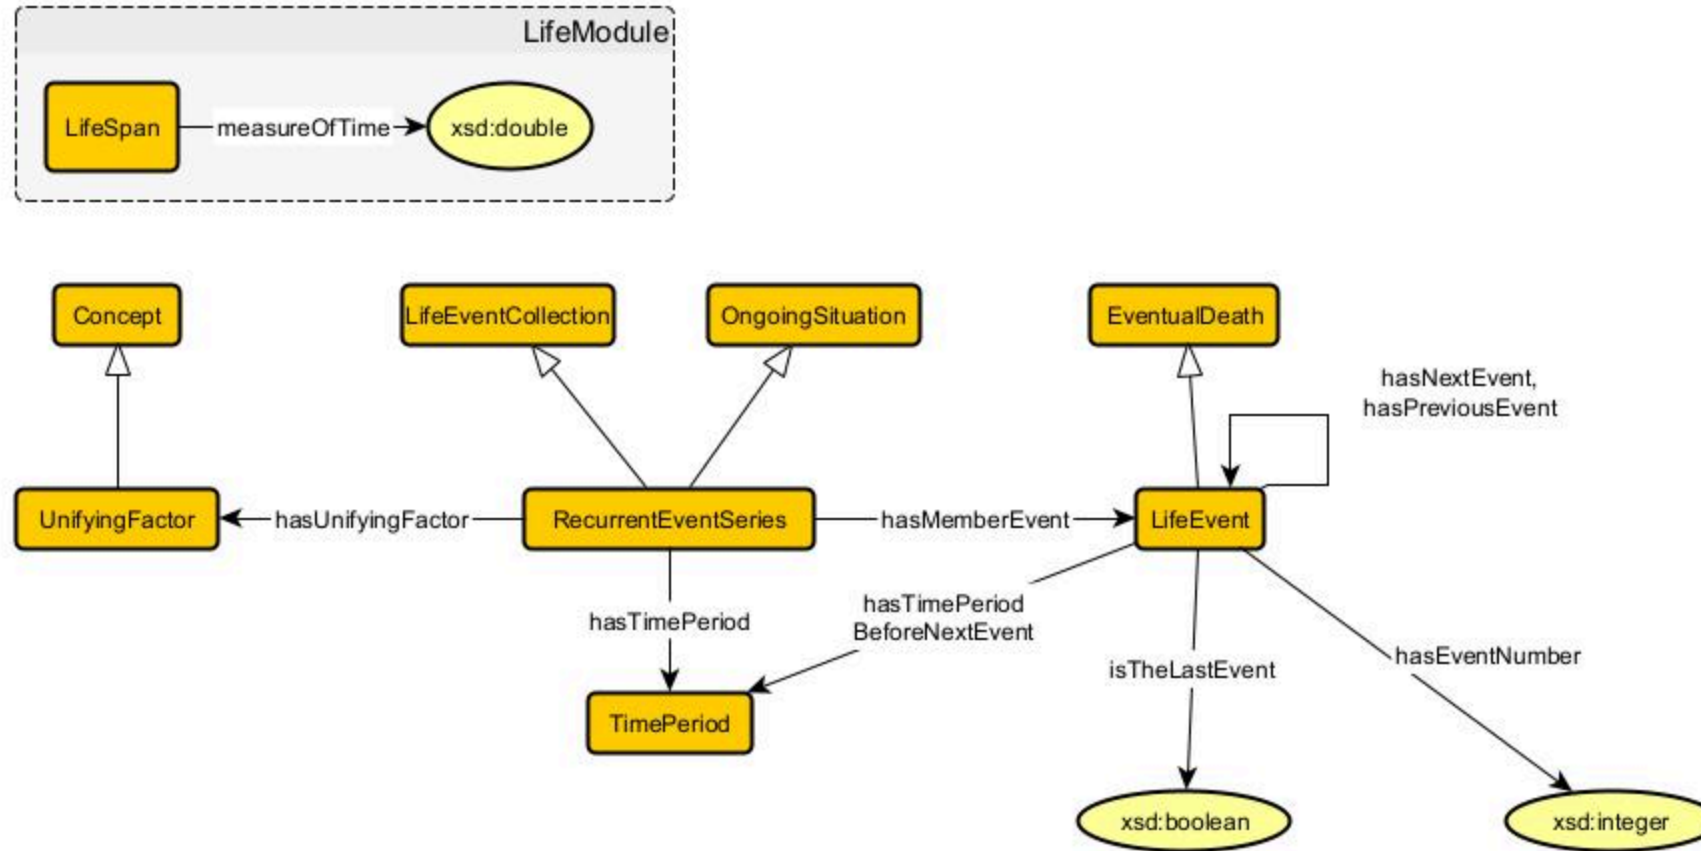 LifeModule
LifeSpan
measureOfTime
xsd:double
Concept
LifeEventCollection
OngoingSituation
EventualDeath
hasNextEvent,
hasPreviousEvent
UnifyingFactor
hasUnifyingFactor
RecurrentEventSeries
hasMemberEvent
LifeEvent
hasTimePeriod
hasTimePeriod
BeforeNextEvent
isTheLastEvent
hasEventNumber
TimePeriod
xsd:boolean
xsd:integer